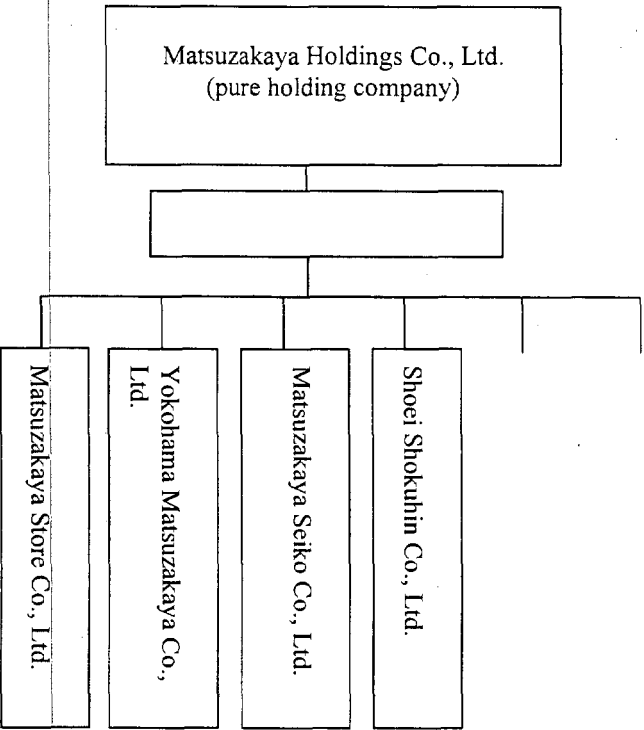 Matsuzakaya Holdings Co., Ltd.
(pure holding company)
Matsuzakaya Store Co., Ltd.
Yokohama Matsuzakaya Co.,
Ltd.
Matsuzakaya Seiko Co., Ltd.
Shoei Shokuhin Co., Ltd.